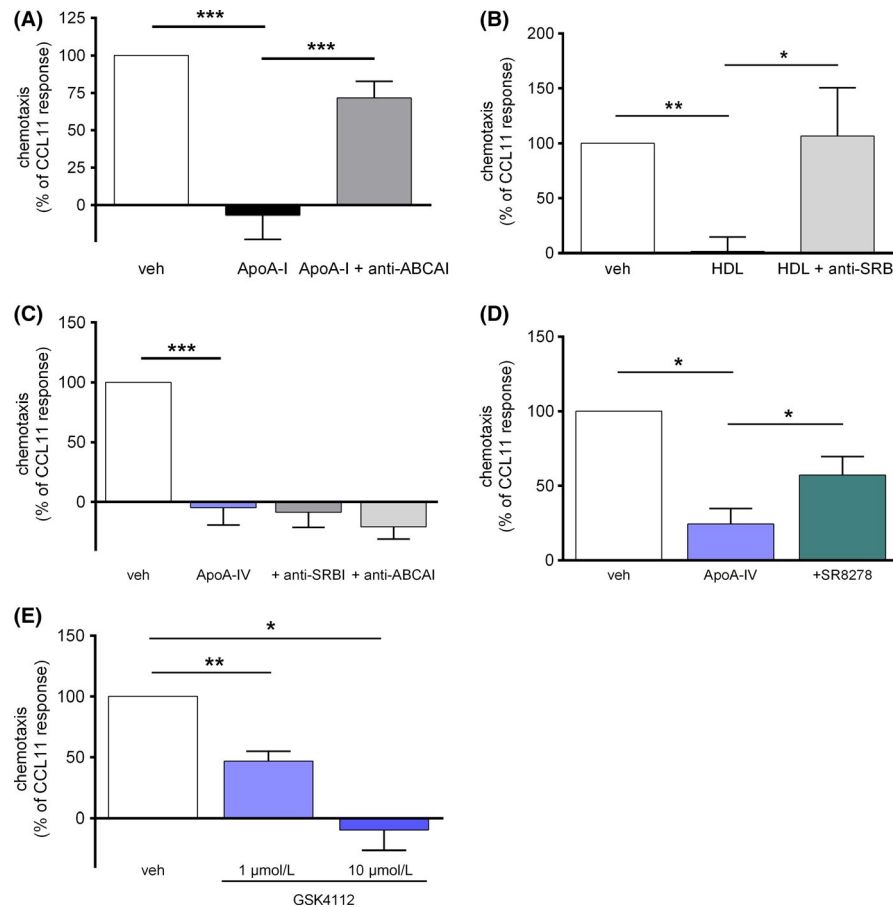 (A)
chemotaxis
(% of CCL11 response)
125
100
75
50
25
0
25
***
***
veh ApoA-I ApoA-I + anti-ABCAI
(B)
chemotaxis
(% of CCL11 response)
200
150
100
50
0
**
*
veh HDL HDL + anti-SRB
(C)
chemotaxis
(% of CCL11 response)
150
100
50
0
***
veh ApoA-IV + anti-SRBI + anti-ABCAI
(D)
chemotaxis
(% of CCL11 response)
150
100
50
0
*
*
veh ApoA-IV +SR8278
(E)
chemotaxis
(% of CCL11 response)
150
100
50
0
*
**
veh 1 µmol/L 10 µmol/L
GSK4112